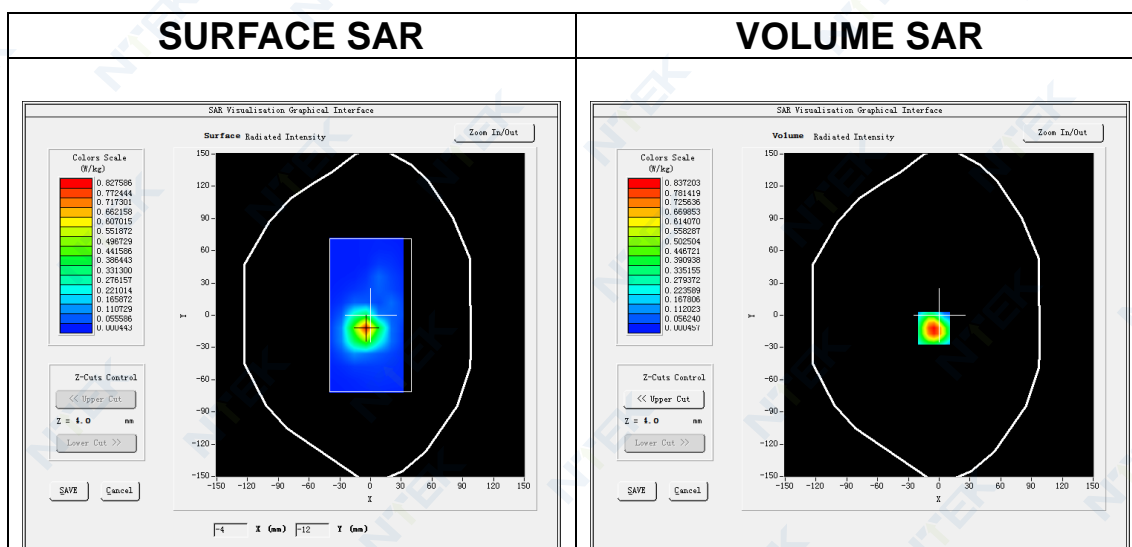 SURFACE SAR
VOLUME SAR
SAR Visualisation Graphical Interface
Surface Radiated Intensity
Zoom In/Out
Colors Scale
(W/kg)
0.827586
0.772444
0.717301
0.662158
0.607015
0.551872
0.496729
0.441586
0.386443
0.331300
0.276157
0.221014
0.165872
0.110729
0.055586
0.000443
150
120
90
60
30
0
-30
-60
-90
-120
-150
Y
-150 -120 -90 -60 -30 0 30 60 90 120 150
X
Z-Cuts Control
<< Upper Cut
Z = 4.0 mm
Lower Cut >>
SAVE Cancel
-4 X (mm) -12 Y (mm)
SAR Visualisation Graphical Interface
Volume Radiated Intensity
Zoom In/Out
Colors Scale
(W/kg)
0.837203
0.781419
0.725636
0.669853
0.614070
0.558287
0.502504
0.446721
0.390938
0.335155
0.279372
0.223589
0.167806
0.112023
0.056240
0.000457
150
120
90
60
30
0
-30
-60
-90
-120
-150
Y
-150 -120 -90 -60 -30 0 30 60 90 120 150
X
Z-Cuts Control
<< Upper Cut
Z = 4.0 mm
Lower Cut >>
SAVE Cancel
NTEK